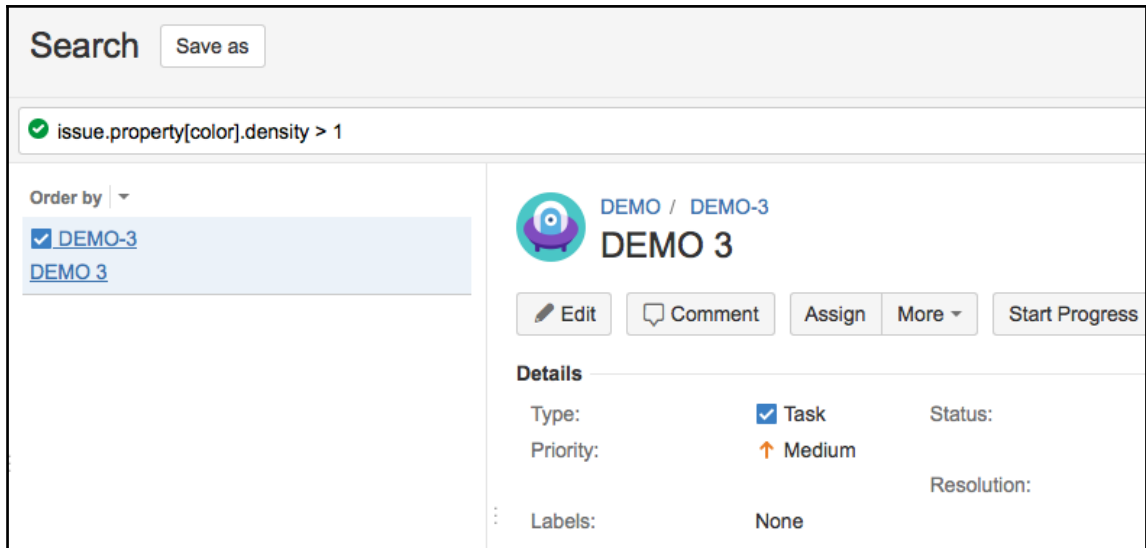 Search Save as
issue.property[color].density > 1
Order by
DEMO-3
DEMO 3
DEMO / DEMO-3
DEMO 3
Edit Comment Assign More Start Progress
Details
Type: Task Status:
Priority: Medium
Resolution:
Labels: None